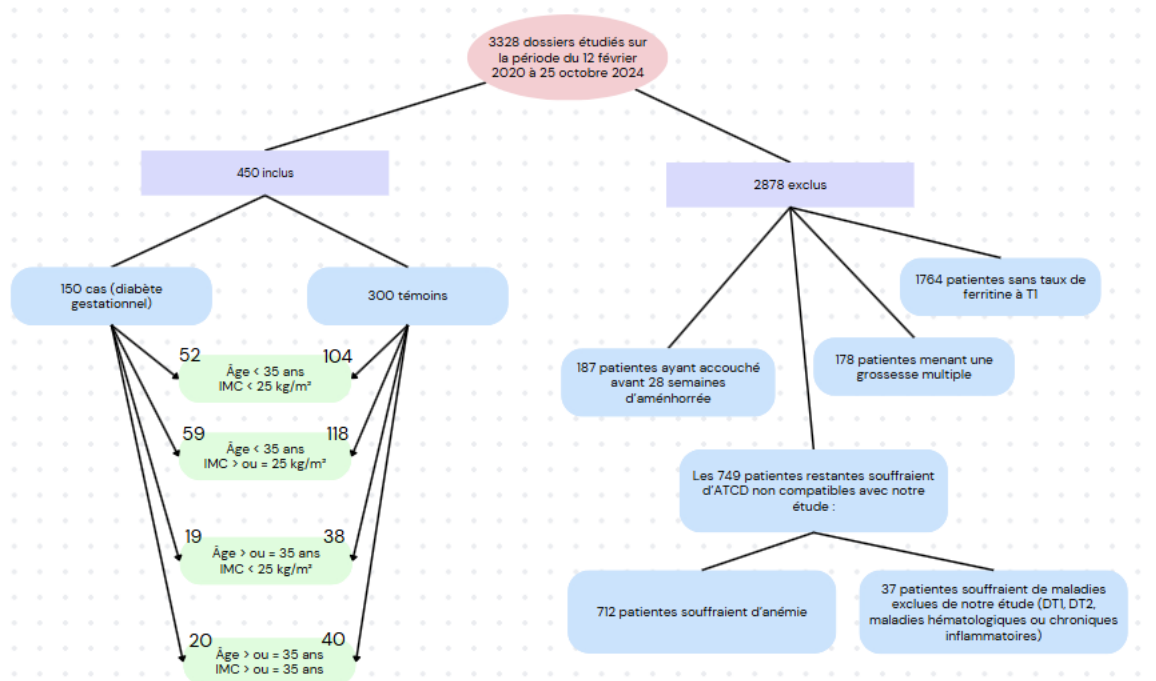 3328 dossiers étudiés sur
la période du 12 février
2020 à 25 octobre 2024
450 inclus
2878 exclus
150 cas (diabète
gestationnel)
300 témoins
1764 patientes sans taux de
ferritine à T1
187 patientes ayant accouché
avant 28 semaines
d'aménhorrée
178 patientes menant une
grossesse multiple
52
104
Âge < 35 ans
IMC < 25 kg/m²
59
118
Âge < 35 ans
IMC > ou = 25 kg/m²
19
38
Âge > ou = 35 ans
IMC < 25 kg/m²
20
40
Âge > ou = 35 ans
IMC > ou = 35 ans
Les 749 patientes restantes souffraient
d'ATCD non compatibles avec notre
étude :
712 patientes souffraient d'anémie
37 patientes souffraient de maladies
exclues de notre étude (DT1, DT2,
maladies hématologiques ou chroniques
inflammatoires)